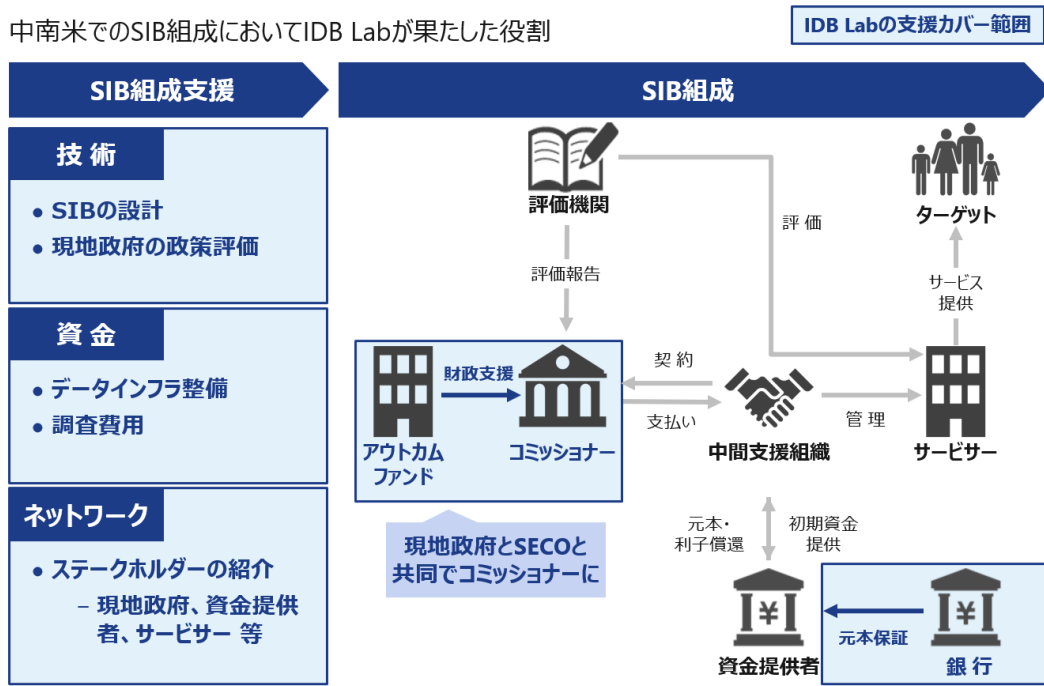 中南米でのSIB組成においてIDB Labが果たした役割
IDB Labの支援カバー範囲
SIB組成支援
SIB組成
技 術
• SIBの設計
• 現地政府の政策評価
資 金
• データインフラ整備
• 調査費用
ネットワーク
• ステークホルダーの紹介
– 現地政府、資金提供
者、サービサー 等
評価機関
評価報告
評 価
ターゲット
サービス
提供
財政支援
アウトカム
ファンド
コミッショナー
契 約
支払い
中間支援組織
管 理
サービサー
現地政府とSECOと
共同でコミッショナーに
元本・
利子償還
初期資金
提供
¥
資金提供者
元本保証
¥
銀 行